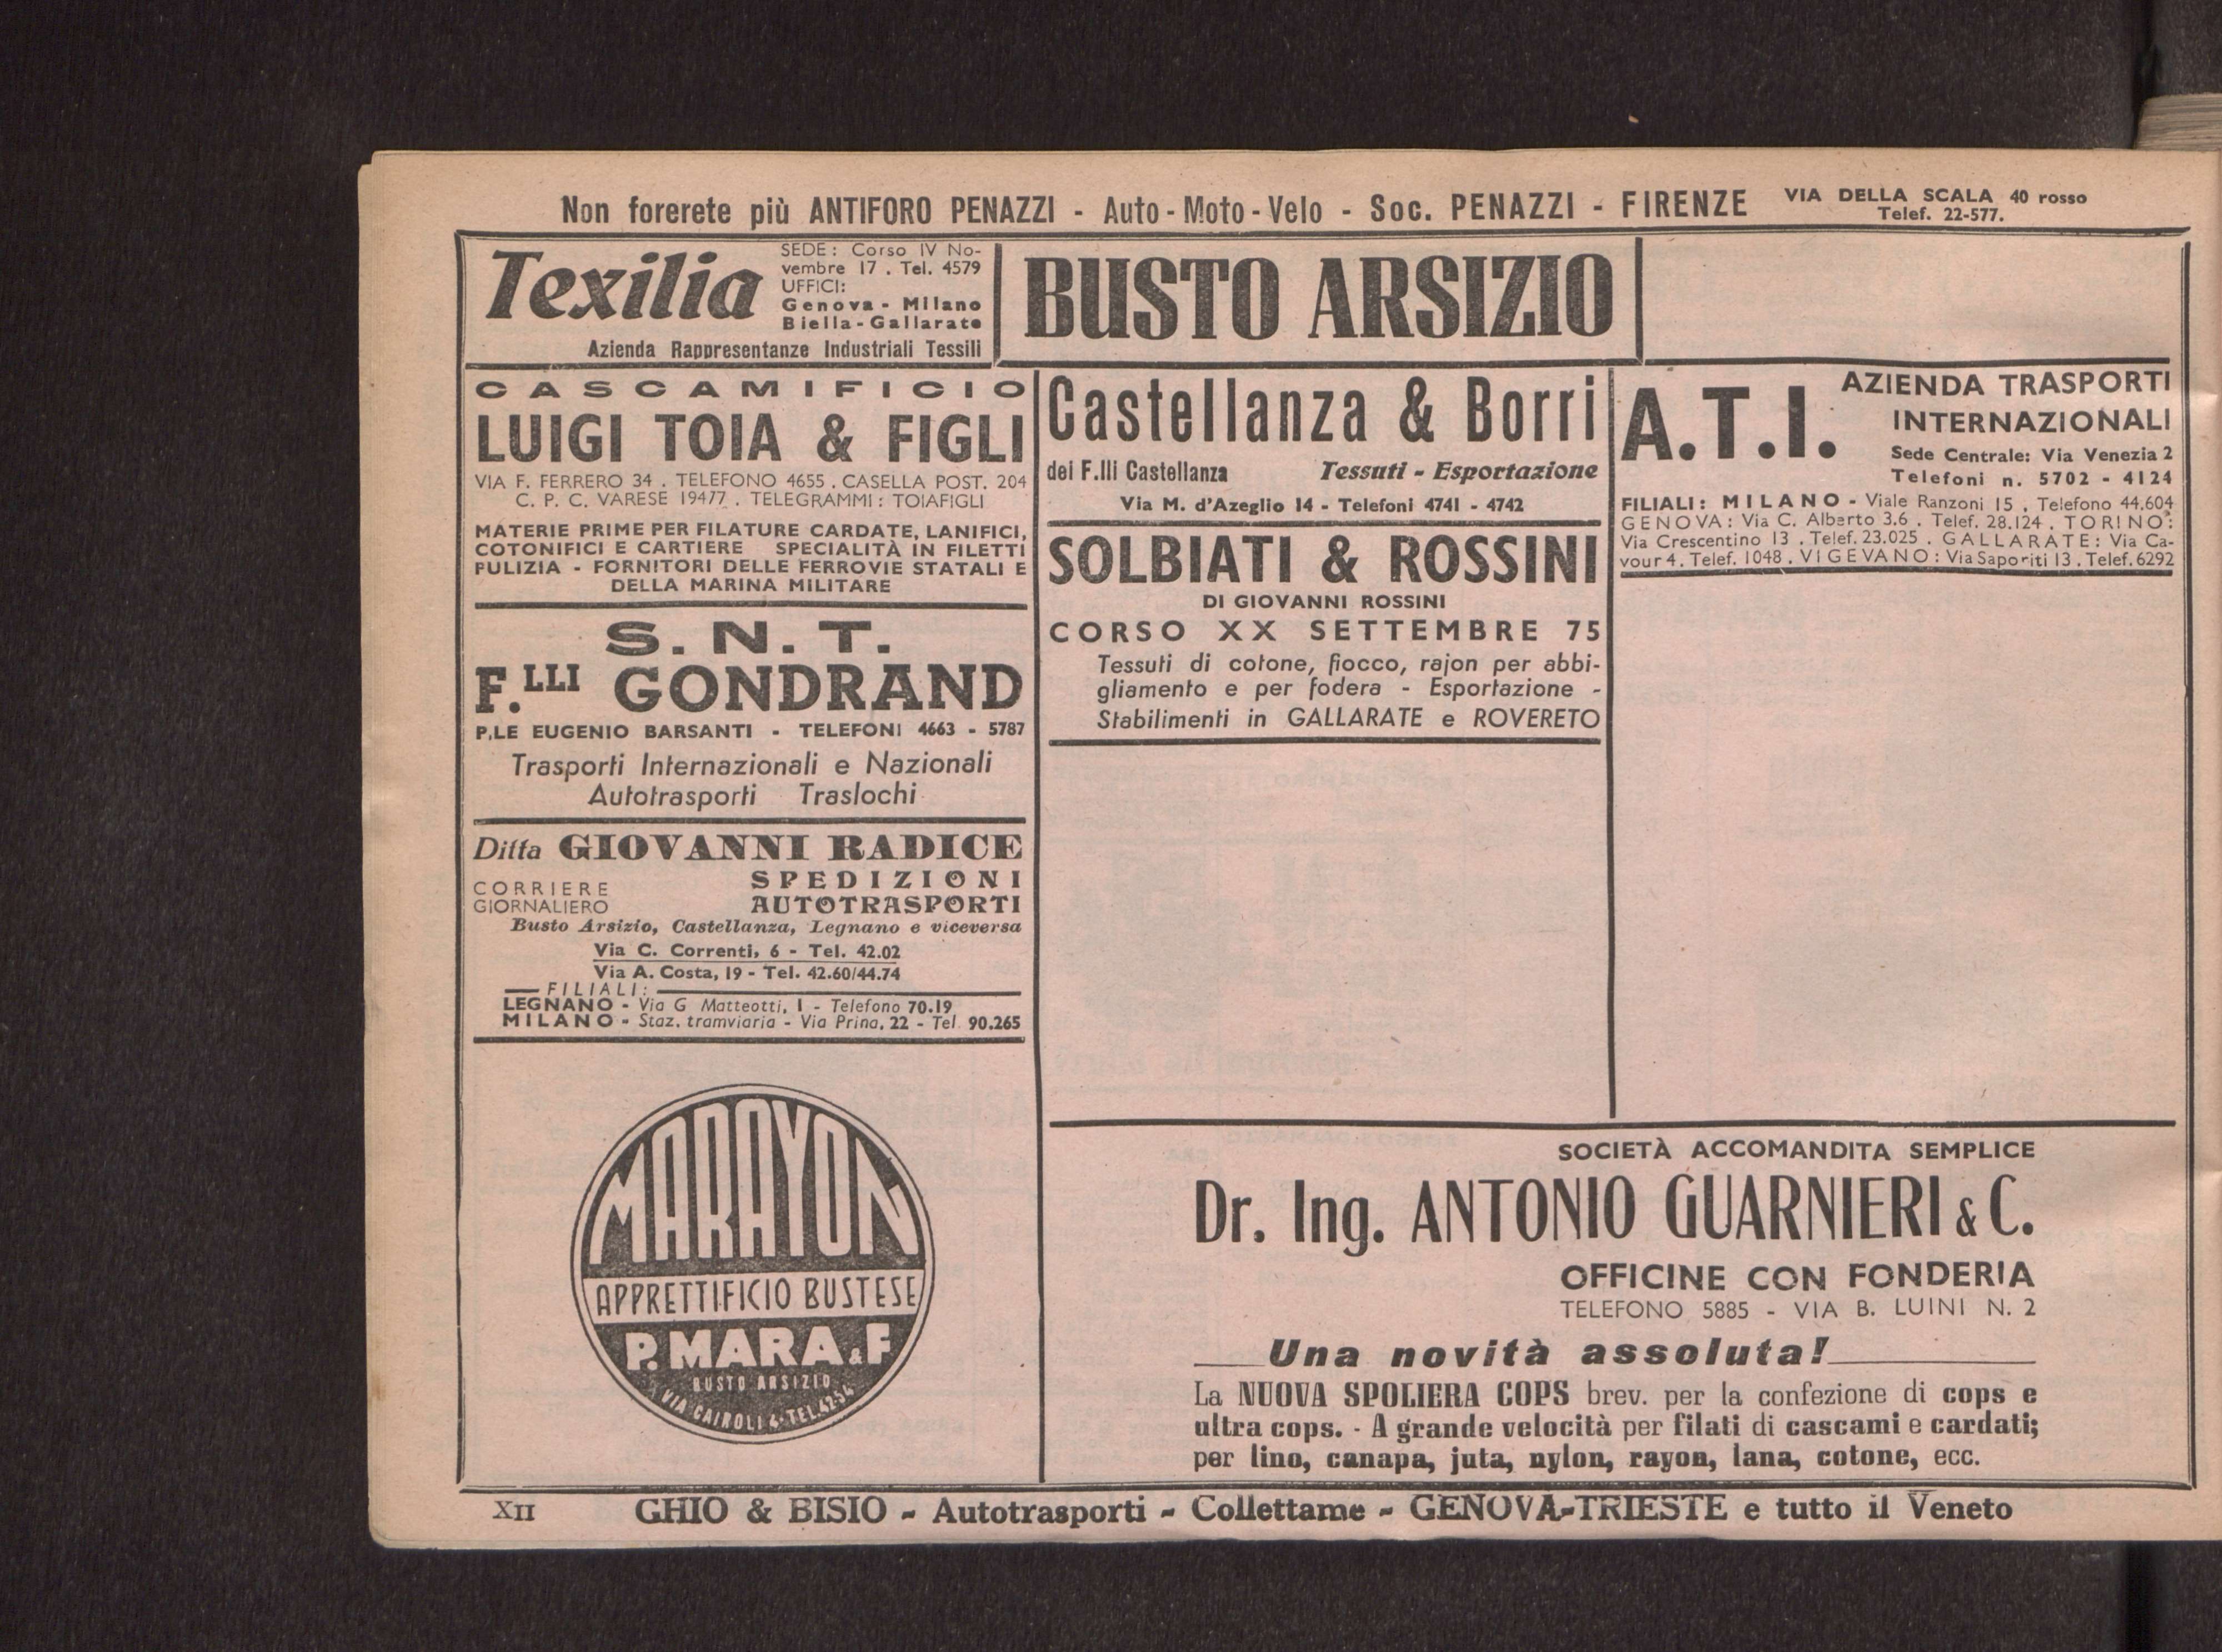 Non forerete più ANTIFORO PENAZZI - Auto - Moto - Velo - Soc. PENAZZI - FIRENZE VIA DELLA SCALA 40 rosso
Telef. 22-577.
Texilia
SEDE: Corso IV No-
vembre 17 . Tel. 4579
UFFICI:
Genova - Milano
Biella - Gallarate
Azienda Rappresentanze Industriali Tessili
BUSTO ARSIZIO
CASCAMIFICIO
LUIGI TOIA & FIGLI
VIA F. FERRERO 34 . TELEFONO 4655 . CASELLA POST. 204
C. P. C. VARESE 19477 . TELEGRAMMI: TOIAFIGLI
MATERIE PRIME PER FILATURE CARDATE, LANIFICI,
COTONIFICI E CARTIERE SPECIALITÀ IN FILETTI
PULIZIA - FORNITORI DELLE FERROVIE STATALI E
DELLA MARINA MILITARE
S. N. T.
F.LLI GONDRAND
P.LE EUGENIO BARSANTI - TELEFONI 4663 - 5787
Trasporti Internazionali e Nazionali
Autotrasporti Traslochi
Ditta GIOVANNI RADICE
CORRIERE
GIORNALIERO
SPEDIZIONI
AUTOTRASPORTI
Busto Arsizio, Castellanza, Legnano e viceversa
Via C. Correnti, 6 - Tel. 42.02
Via A. Costa, 19 - Tel. 42.60/44.74
FILIALI:
LEGNANO - Via G Matteotti, 1 - Telefono 70.19
MILANO - Staz. tramviaria - Via Prina, 22 - Tel 90.265
MARAYON
APPRETTIFICIO BUSTESE
P. MARA & F
BUSTO ARSIZIO
VIA CAIROLI 4 - TEL. 4254
Castellanza & Borri
dei F.lli Castellanza Tessuti - Esportazione
Via M. d'Azeglio 14 - Telefoni 4741 - 4742
SOLBIATI & ROSSINI
DI GIOVANNI ROSSINI
CORSO XX SETTEMBRE 75
Tessuti di cotone, fiocco, rajon per abbi-
gliamento e per fodera - Esportazione -
Stabilimenti in GALLARATE e ROVERETO
A.T.I.
AZIENDA TRASPORTI
INTERNAZIONALI
Sede Centrale: Via Venezia 2
Telefoni n. 5702 - 4124
FILIALI: MILANO - Viale Ranzoni 15 . Telefono 44.604
GENOVA: Via C. Alberto 3.6 . Telef. 28.124 . TORINO:
Via Crescentino 13 . Telef. 23.025 . GALLARATE: Via Ca-
vour 4. Telef. 1048 . VIGEVANO: Via Saporiti 13 . Telef. 6292
SOCIETÀ ACCOMANDITA SEMPLICE
Dr. Ing. ANTONIO GUARNIERI & C.
OFFICINE CON FONDERIA
TELEFONO 5885 - VIA B. LUINI N. 2
Una novità assoluta!
La NUOVA SPOLIERA COPS brev. per la confezione di cops e
ultra cops. - A grande velocità per filati di cascami e cardati;
per lino, canapa, juta, nylon, rayon, lana, cotone, ecc.
XII GHIO & BISIO - Autotrasporti - Collettame - GENOVA-TRIESTE e tutto il Veneto